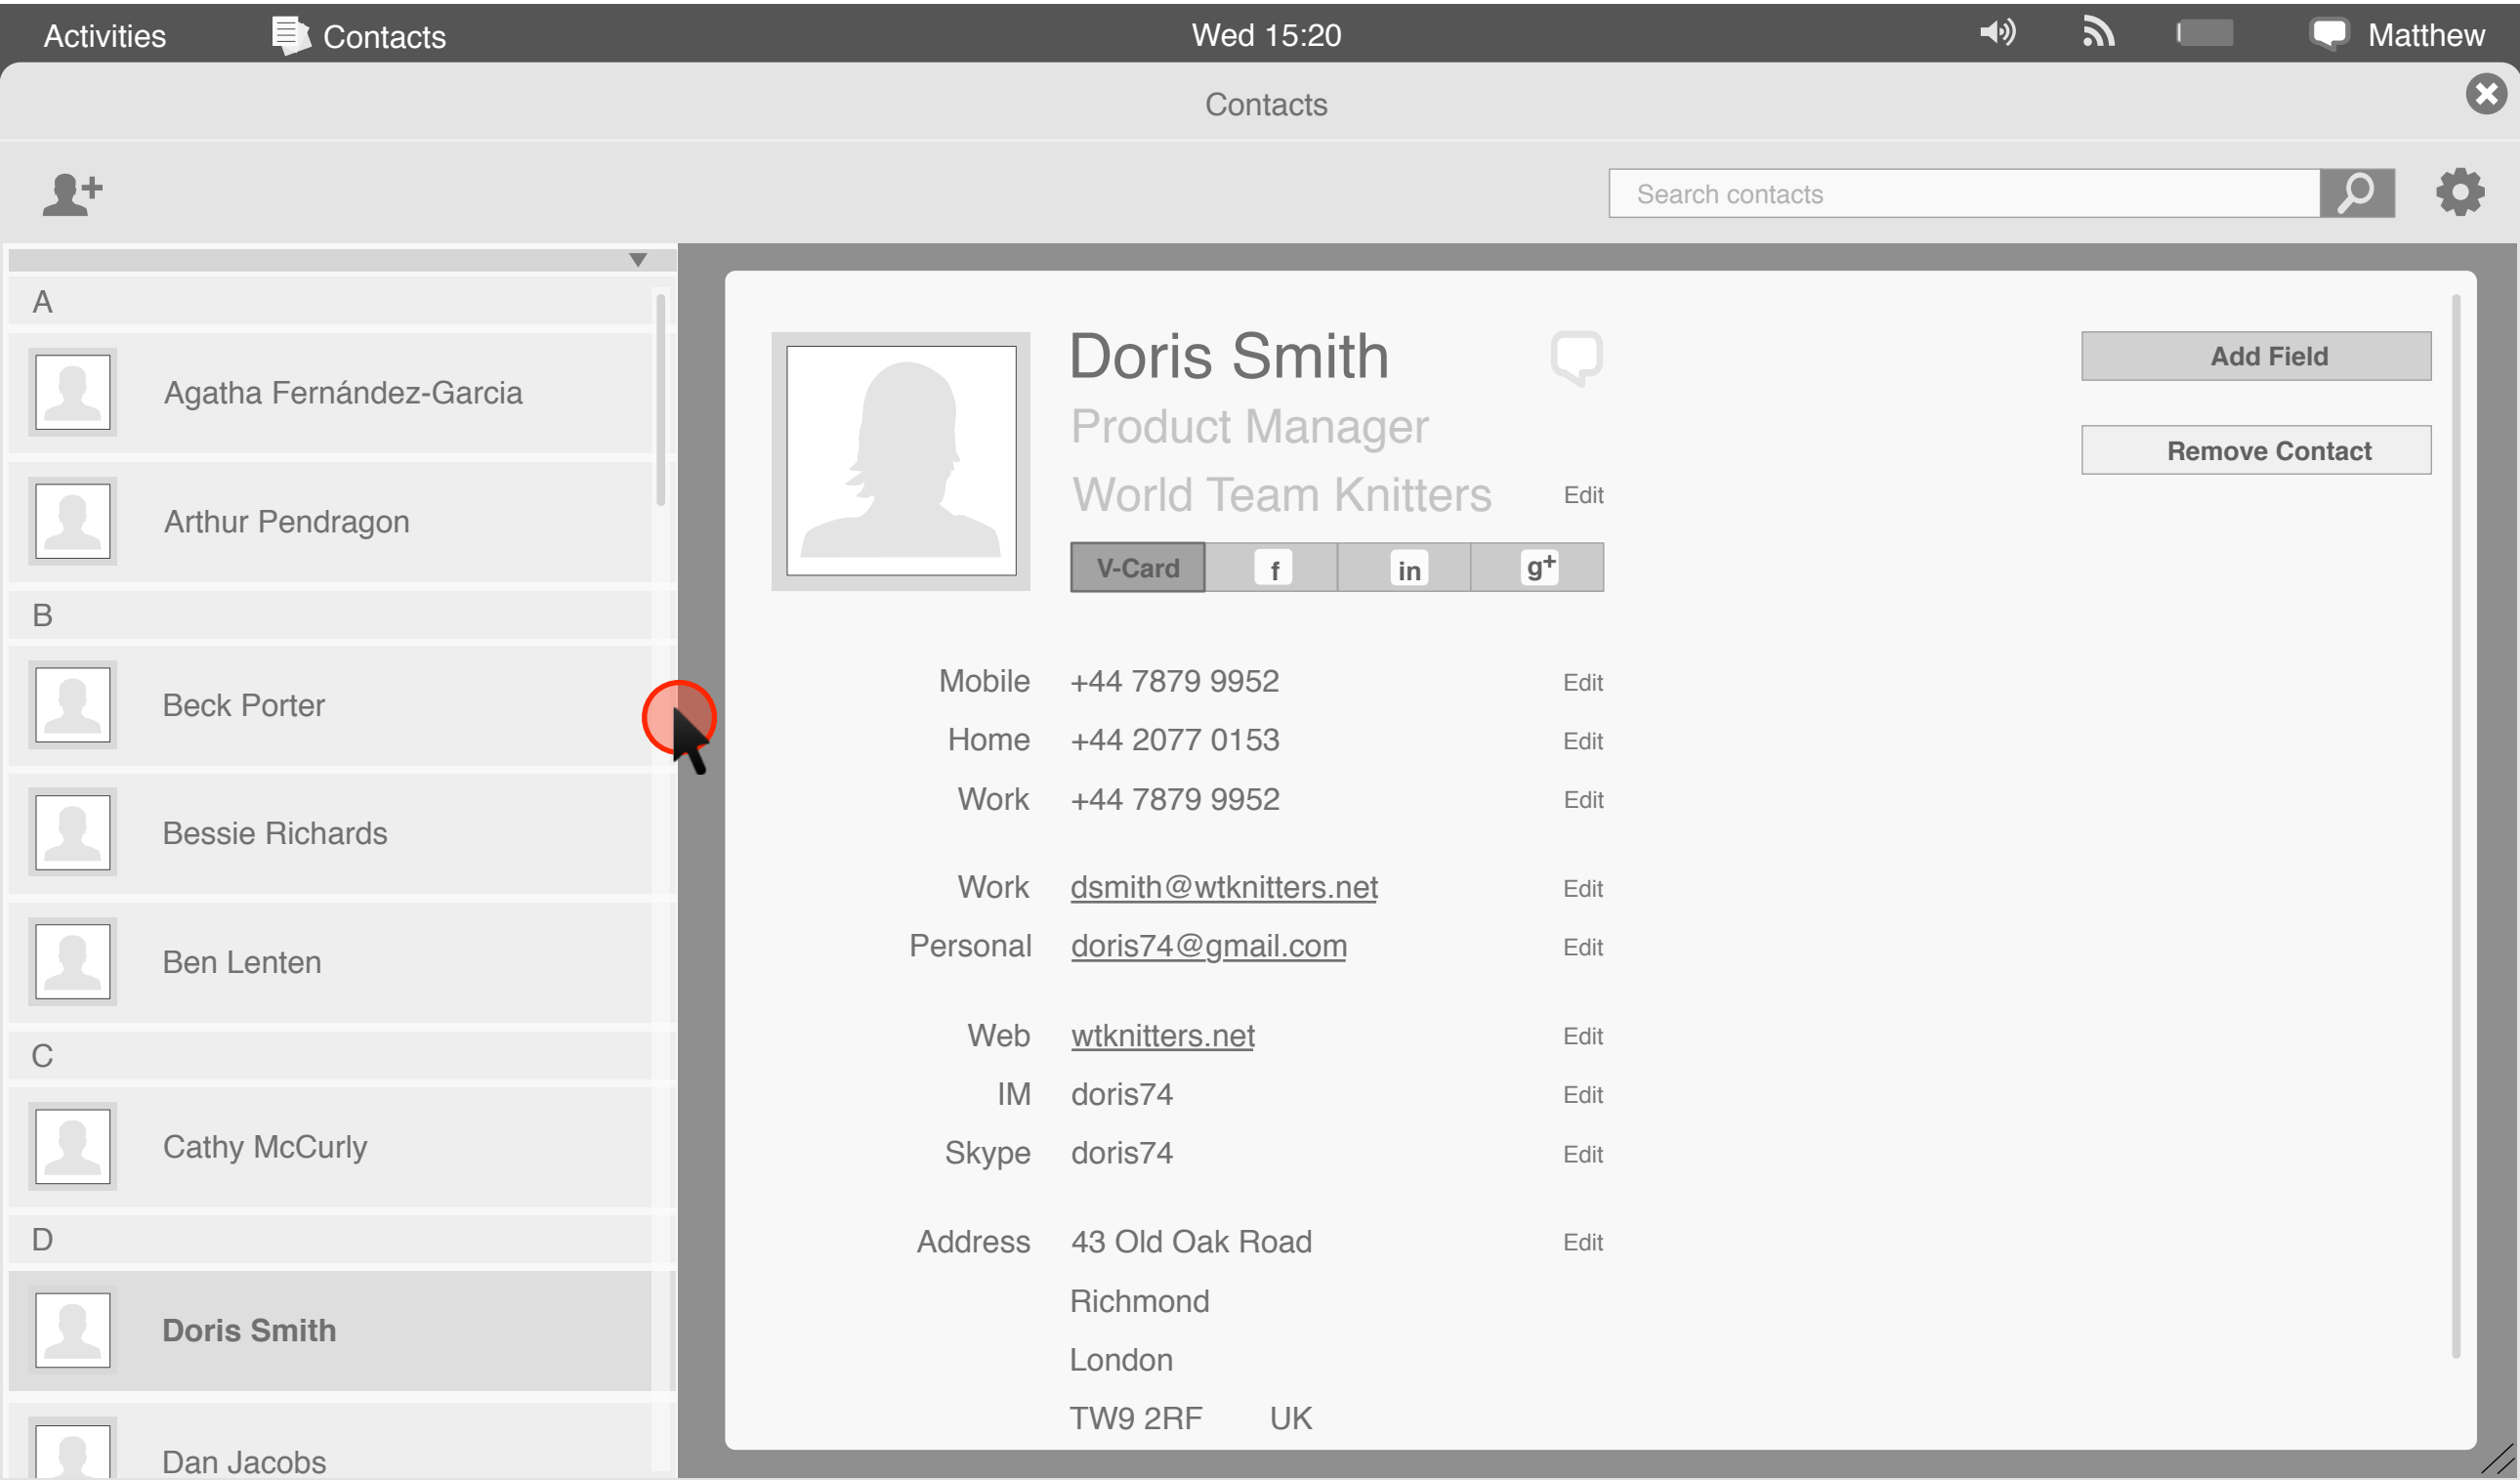 Activities
Contacts
Wed 15:20
Matthew
Contacts
Search contacts
A
Agatha Fernández-Garcia
Arthur Pendragon
B
Beck Porter
Bessie Richards
Ben Lenten
C
Cathy McCurly
D
Doris Smith
Dan Jacobs
Doris Smith
Product Manager
World Team Knitters Edit
V-Card f in g+
Add Field
Remove Contact
Mobile +44 7879 9952 Edit
Home +44 2077 0153 Edit
Work +44 7879 9952 Edit
Work dsmith@wtknitters.net Edit
Personal doris74@gmail.com Edit
Web wtknitters.net Edit
IM doris74 Edit
Skype doris74 Edit
Address 43 Old Oak Road Edit
Richmond
London
TW9 2RF UK